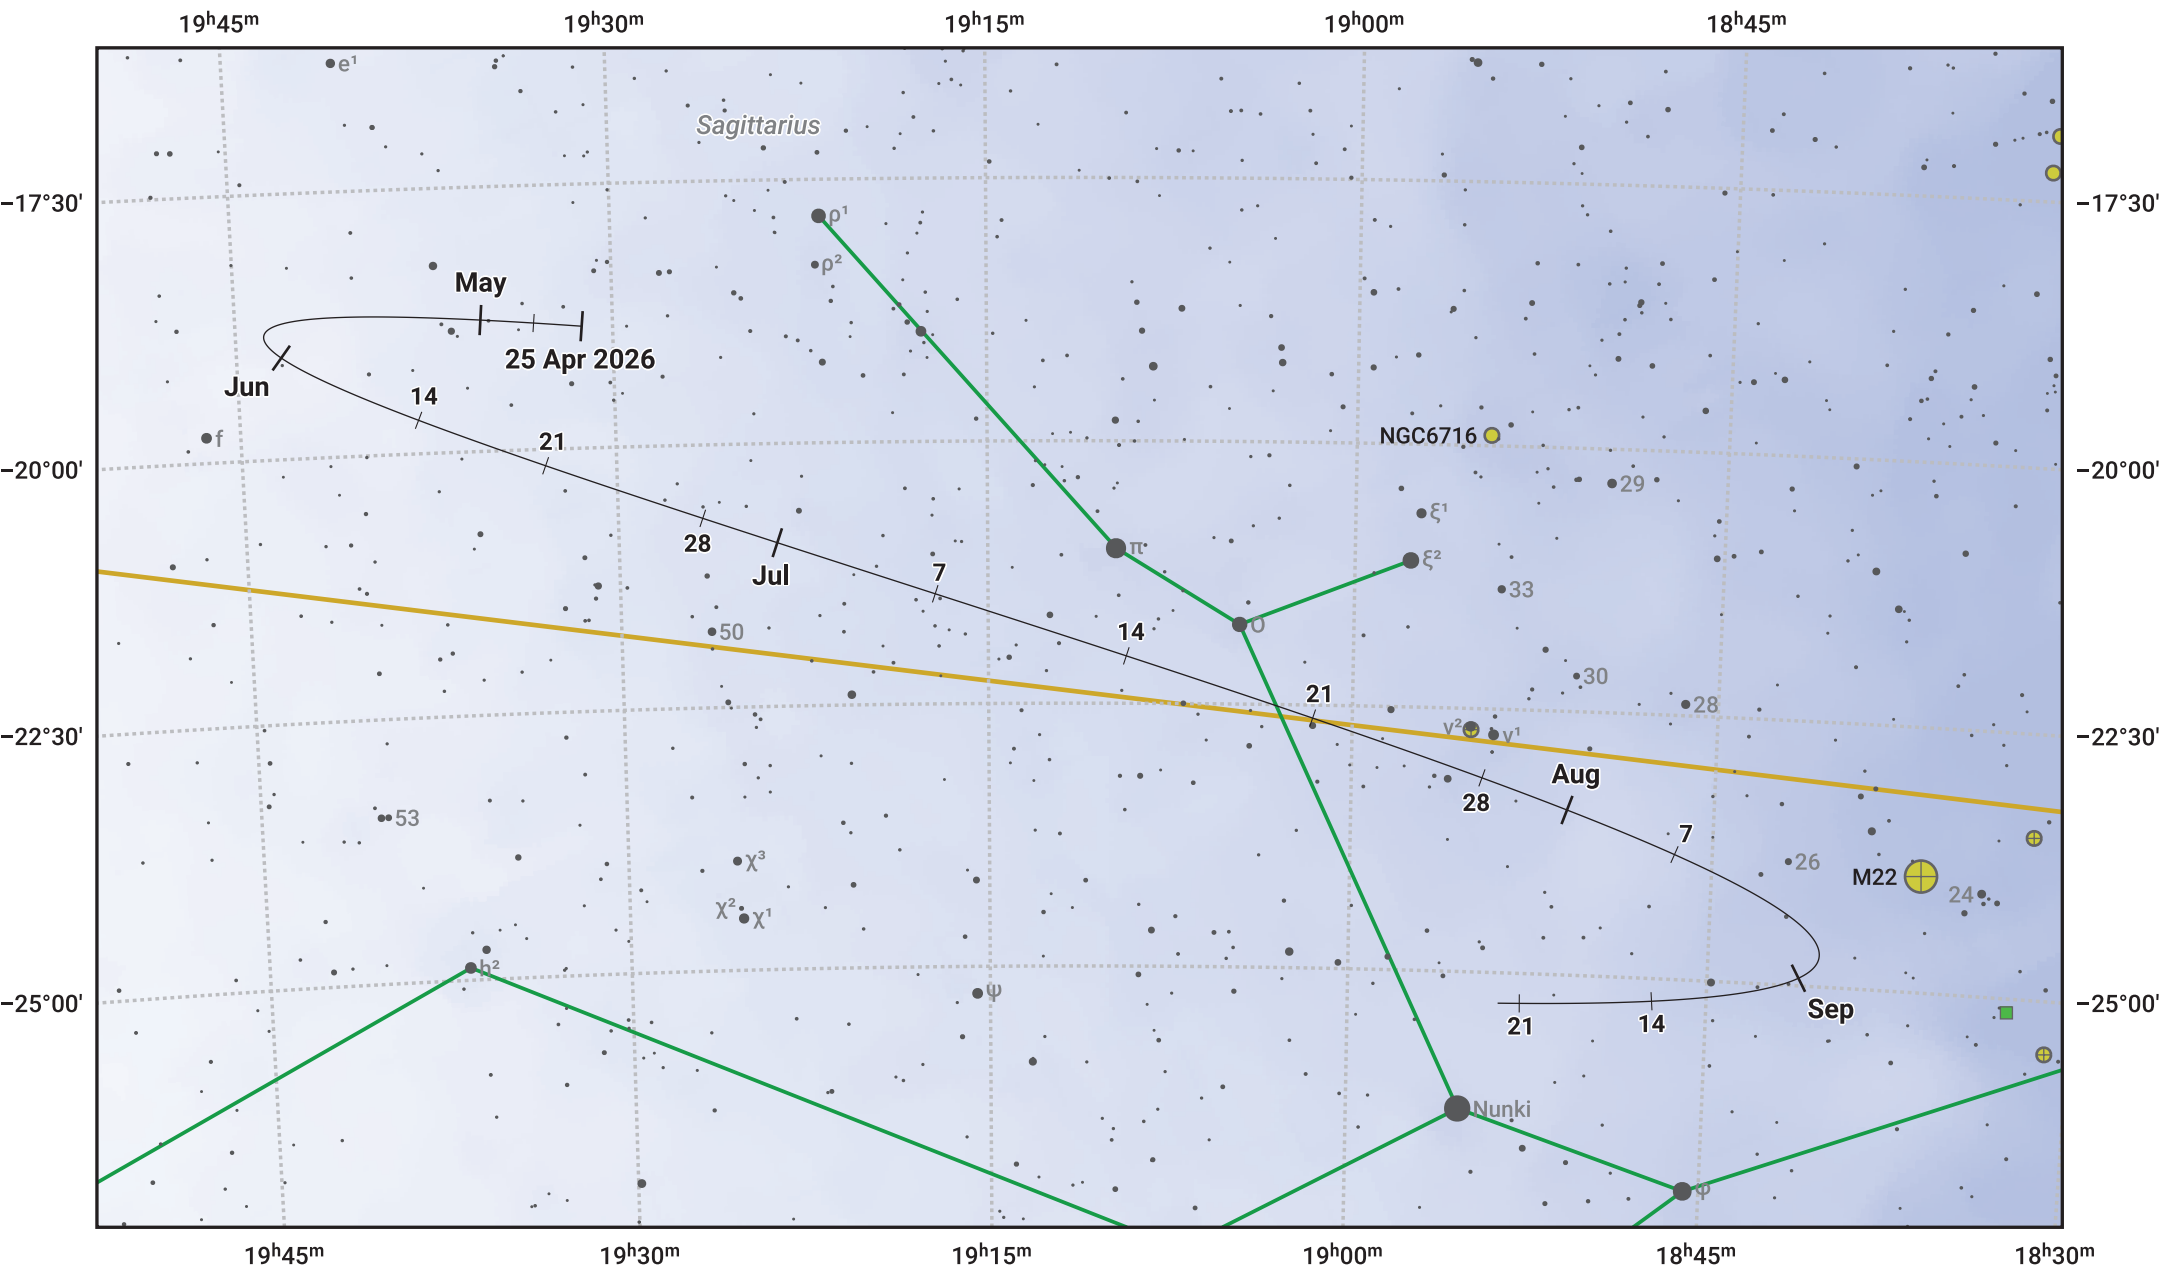 19ʰ45ᵐ 19ʰ30ᵐ 19ʰ15ᵐ 19ʰ00ᵐ 18ʰ45ᵐ
e¹
Sagittarius
−17°30' −17°30'
ρ¹
ρ²
May
25 Apr 2026
Jun
14
f
21
NGC6716
−20°00' −20°00'
29
28
ξ¹
π
ξ²
Jul
7
33
50
14
ο
30
21
28
ν² ν¹
−22°30' −22°30'
Aug
28
53
7
χ³
26
M22
24
χ² χ¹
h²
ψ
−25°00' −25°00'
21
14
Sep
Nunki
φ
19ʰ45ᵐ 19ʰ30ᵐ 19ʰ15ᵐ 19ʰ00ᵐ 18ʰ45ᵐ 18ʰ30ᵐ